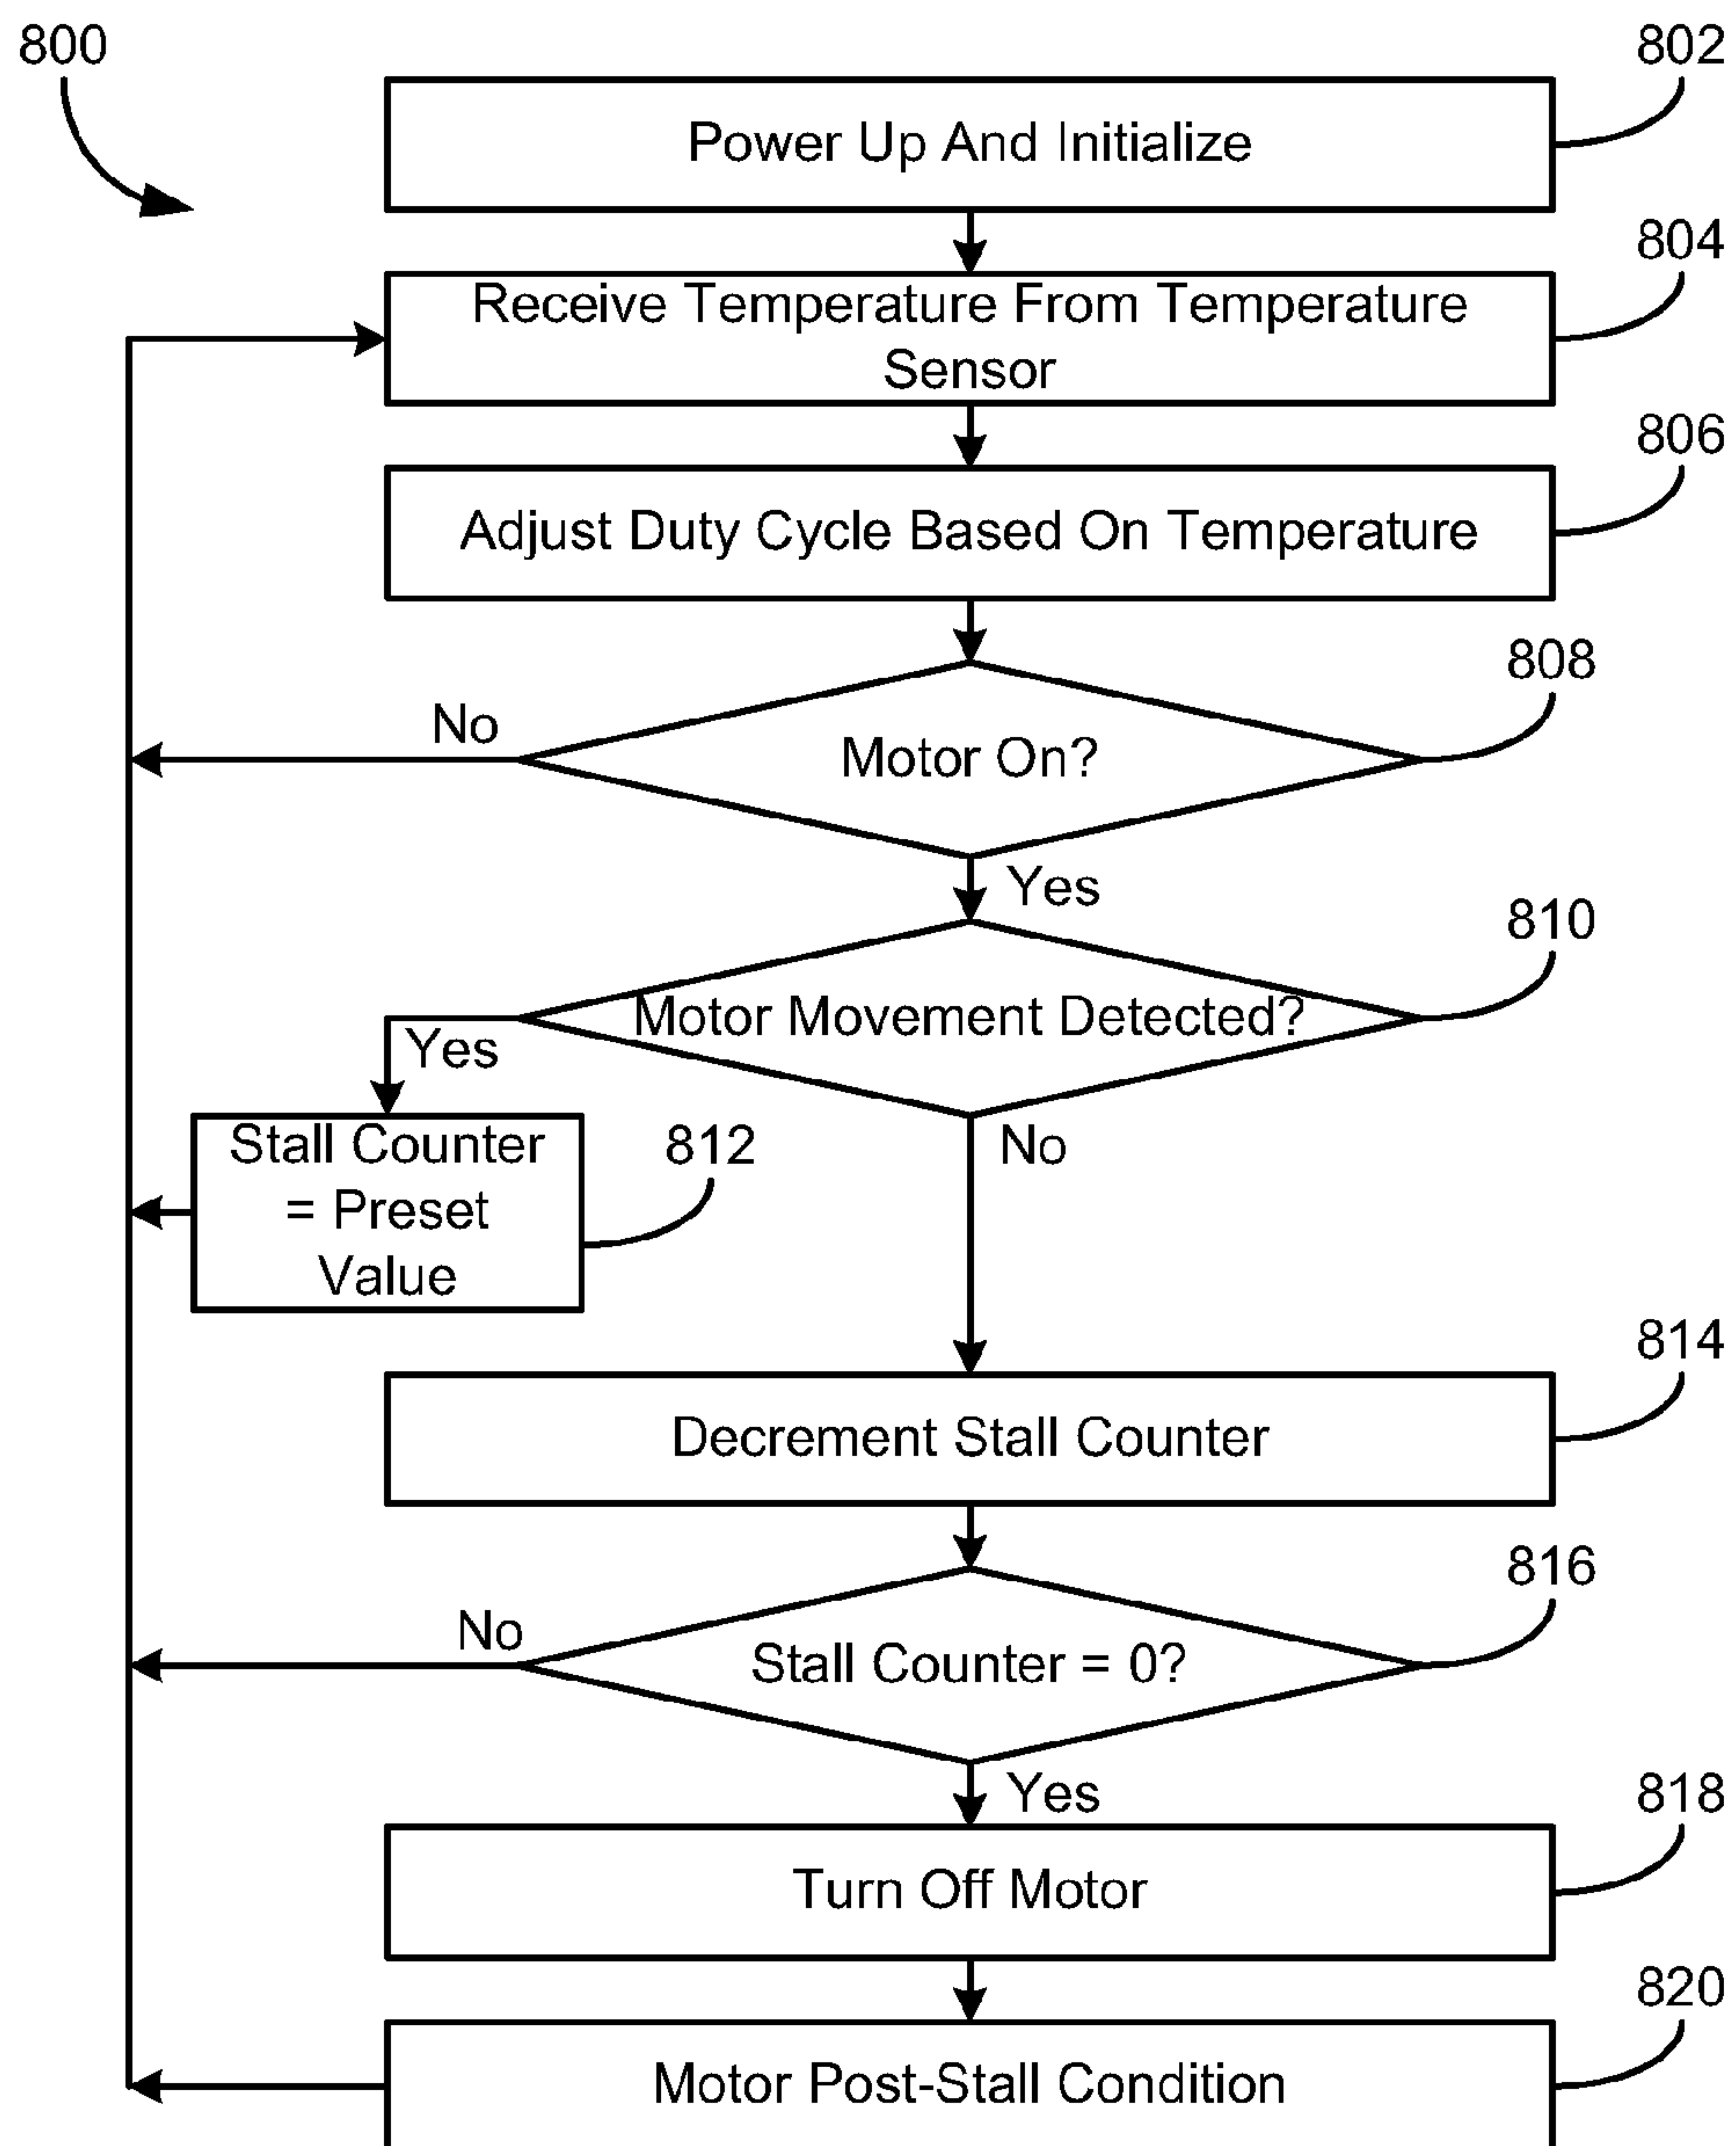 800
802
Power Up And Initialize
804
Receive Temperature From Temperature
Sensor
806
Adjust Duty Cycle Based On Temperature
808
No
Motor On?
Yes
810
Motor Movement Detected?
Yes
No
Stall Counter
= Preset
Value
812
814
Decrement Stall Counter
816
No
Stall Counter = 0?
Yes
818
Turn Off Motor
820
Motor Post-Stall Condition